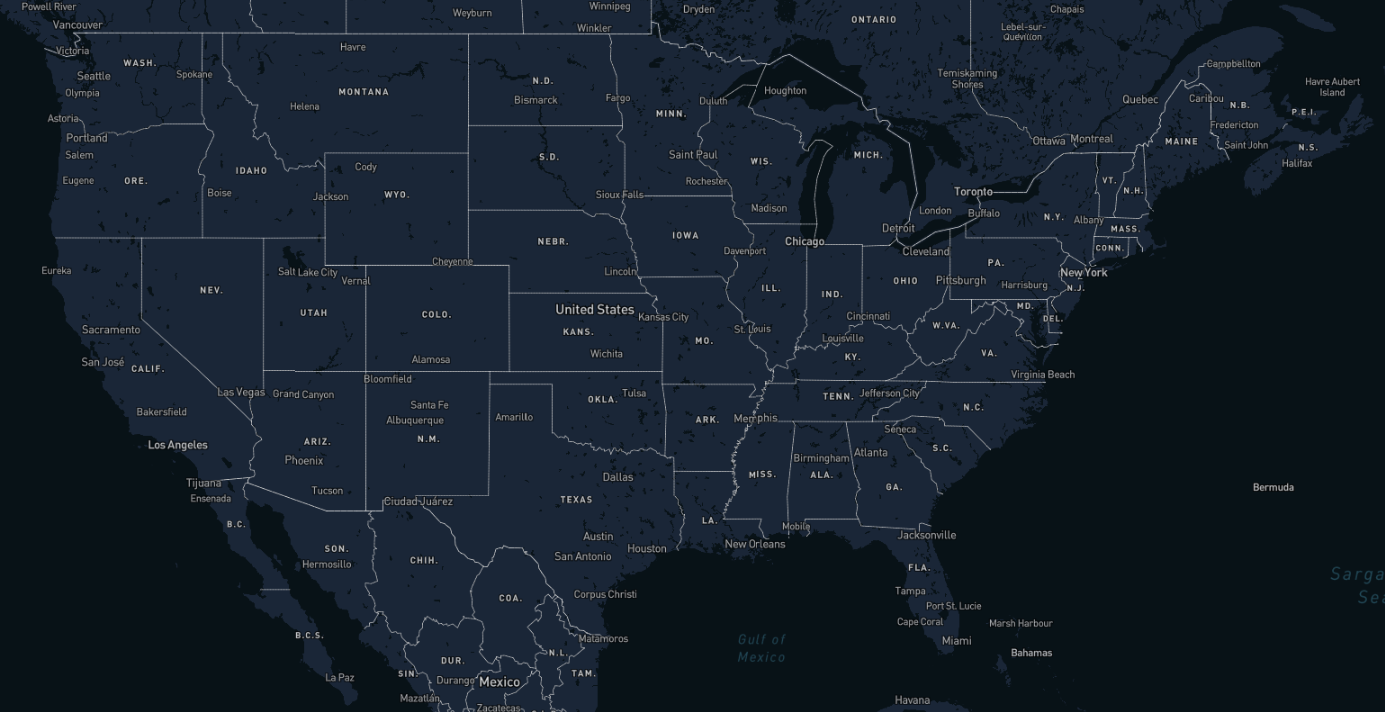 Powell River
Weyburn
Winnipeg
Dryden
Chapais
ONTARIO
Vancouver
Winkler
Lebel-sur-
Quévillon
Victoria
Havre
WASH.
Spokane
Seattle
Campbellton
Temiskaming
Shores
N.D.
Havre Aubert
Island
Olympia
MONTANA
Houghton
Bismarck
Fargo
Duluth
Quebec
Caribou
N.B.
Helena
MINN.
P.E.I.
Astoria
Fredericton
Portland
Ottawa
Montreal
MAINE
Saint John
N.S.
Salem
S.D.
Saint Paul
WIS.
MICH.
Halifax
Cody
IDAHO
Eugene
ORE.
Rochester
VT.
N.H.
Boise
Jackson
WYO.
Sioux Falls
Toronto
Madison
London
Buffalo
N.Y.
Albany
Detroit
MASS.
IOWA
NEBR.
Chicago
Davenport
Cleveland
CONN.
Cheyenne
PA.
Eureka
Salt Lake City
Lincoln
New York
Vernal
OHIO
Pittsburgh
Harrisburg
N.J.
NEV.
ILL.
IND.
MD.
United States
UTAH
COLO.
Kansas City
Cincinnati
DEL.
W.VA.
Sacramento
KANS.
St. Louis
Louisville
MO.
San José
Alamosa
Wichita
KY.
VA.
CALIF.
Virginia Beach
Bloomfield
Las Vegas
Grand Canyon
Tulsa
TENN.
Jefferson City
OKLA.
Santa Fe
N.C.
Bakersfield
Albuquerque
Amarillo
ARK.
Memphis
Seneca
Los Angeles
ARIZ.
N.M.
S.C.
Phoenix
Birmingham
Atlanta
MISS.
ALA.
Dallas
Tijuana
Tucson
GA.
Bermuda
Ensenada
Ciudad Juárez
TEXAS
B.C.
LA.
Mobile
Austin
Jacksonville
SON.
Houston
New Orleans
CHIH.
San Antonio
Hermosillo
FLA.
Sarga
Sea
Tampa
COA.
Corpus Christi
Port St. Lucie
Cape Coral
Marsh Harbour
B.C.S.
Matamoros
Gulf of
Mexico
Miami
N.L.
Bahamas
DUR.
SIN.
TAM.
La Paz
Durango
Mexico
Mazatlán
Havana
Zacatecas